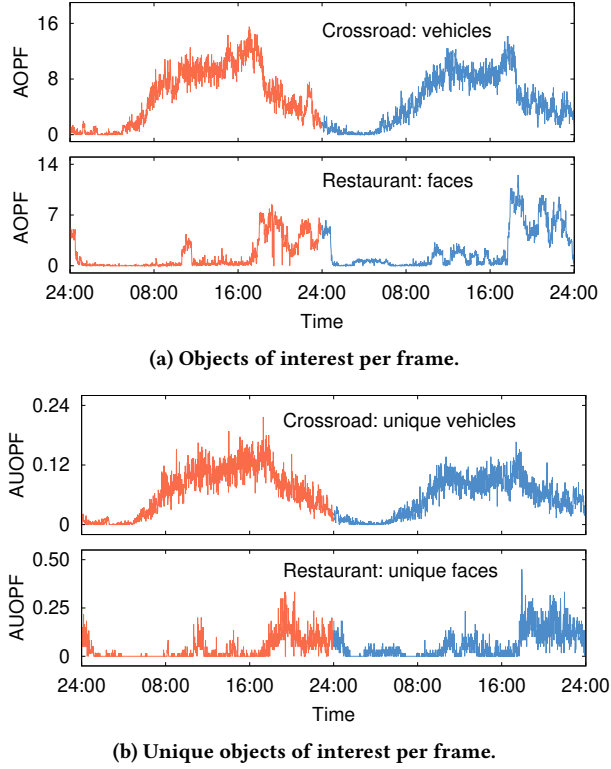 16
Crossroad: vehicles
AOPF
8
0
14
Restaurant: faces
AOPF
7
0
24:00 08:00 16:00 24:00 08:00 16:00 24:00
Time
(a) Objects of interest per frame.
0.24
Crossroad: unique vehicles
AUOPF
0.12
0
0.50
Restaurant: unique faces
AUOPF
0.25
0
24:00 08:00 16:00 24:00 08:00 16:00 24:00
Time
(b) Unique objects of interest per frame.